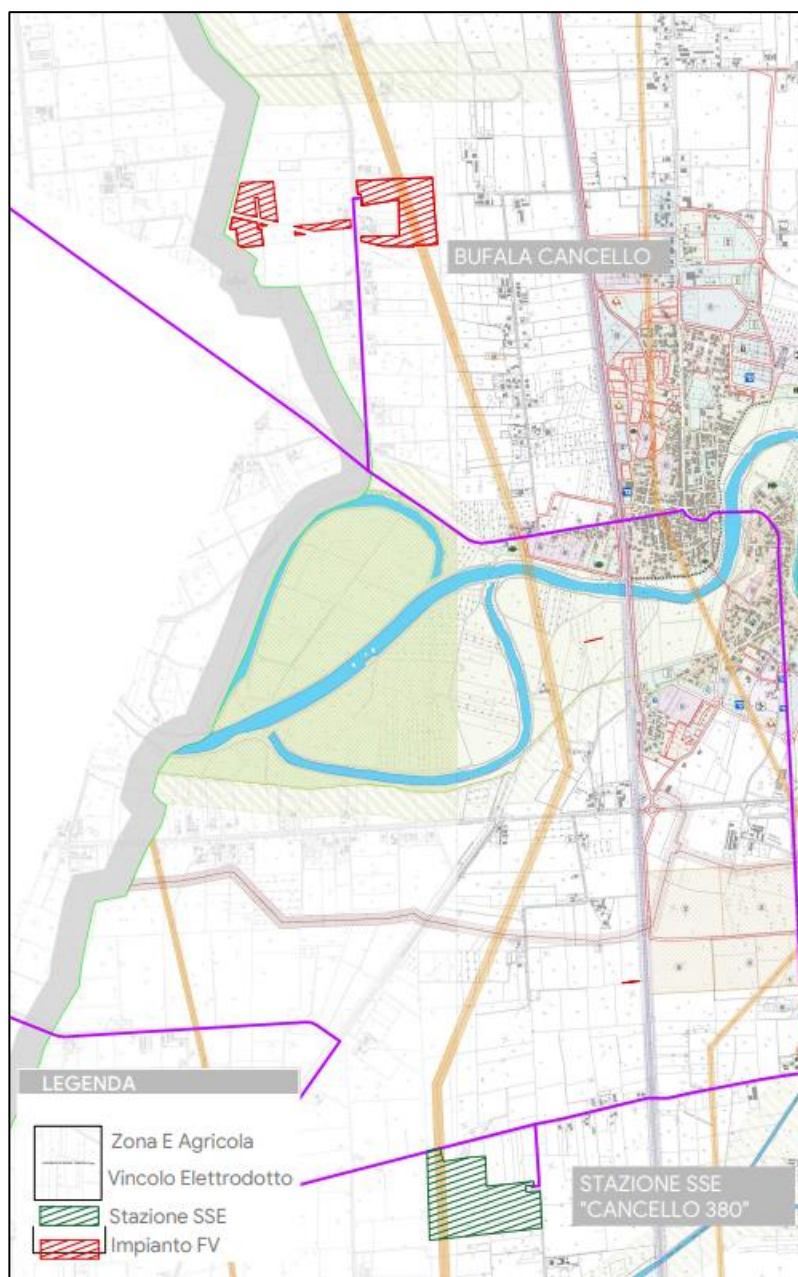 BUFALA CANCELLO
P
P
P
LEGENDA
Zona E Agricola
Vincolo Elettrodotto
Stazione SSE
Impianto FV
STAZIONE SSE
"CANCELLO 380"